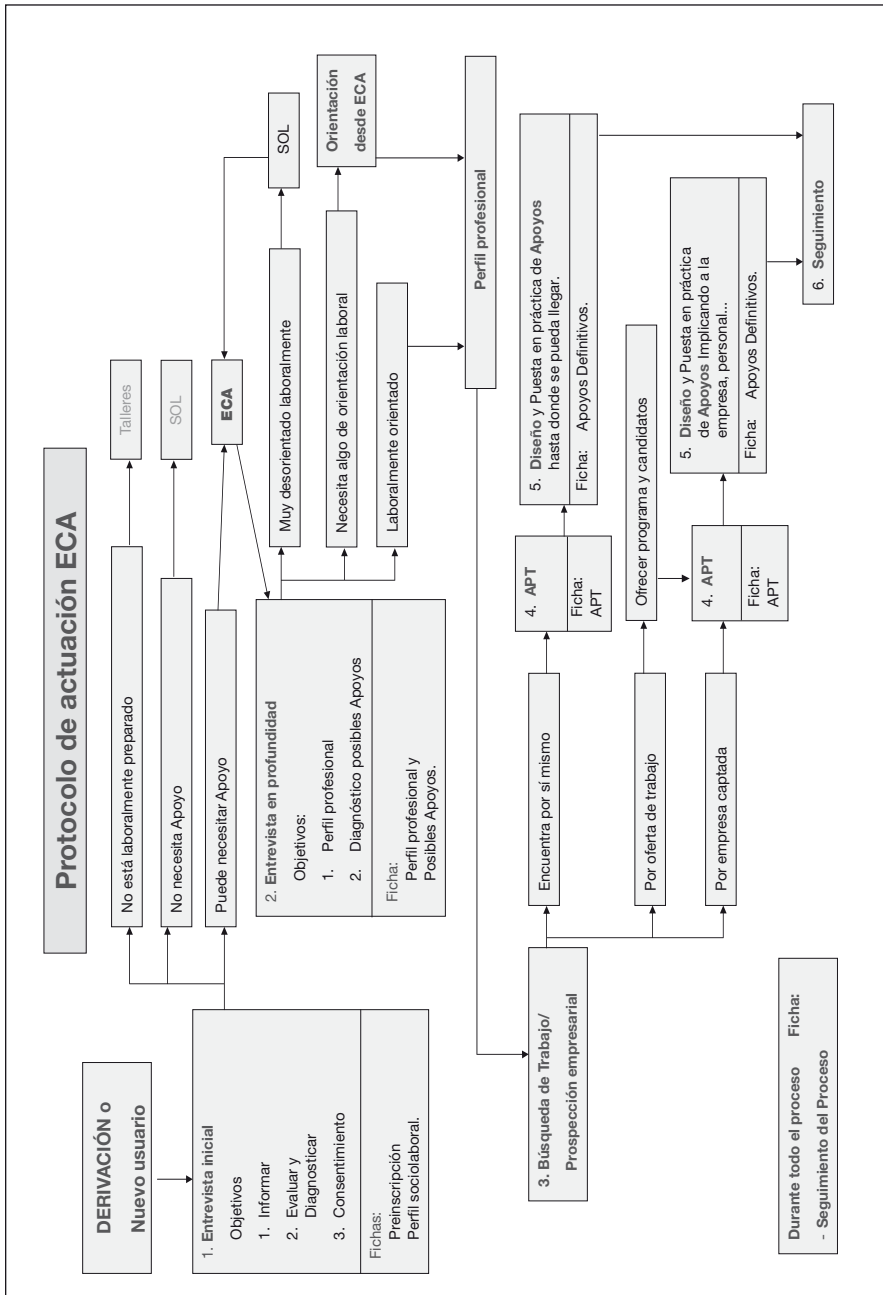 Protocolo de actuación ECA
DERIVACIÓN o
Nuevo usuario
1. Entrevista inicial
Objetivos
1. Informar
2. Evaluar y
Diagnosticar
3. Consentimiento
Fichas:
Preinscripción
Perfil sociolaboral.
No está laboralmente preparado
Talleres
No necesita Apoyo
SOL
Puede necesitar Apoyo
ECA
2. Entrevista en profundidad
Objetivos:
1. Perfil profesional
2. Diagnóstico posibles Apoyos
Ficha:
Perfil profesional y
Posibles Apoyos.
Muy desorientado laboralmente
SOL
Necesita algo de orientación laboral
Orientación
desde ECA
Laboralmente orientado
Perfil profesional
3. Búsqueda de Trabajo/
Prospección empresarial
Encuentra por sí mismo
4. APT
Ficha:
APT
5. Diseño y Puesta en práctica de Apoyos
hasta donde se pueda llegar.
Ficha: Apoyos Definitivos.
Por oferta de trabajo
Ofrecer programa y candidatos
Por empresa captada
4. APT
Ficha:
APT
5. Diseño y Puesta en práctica
de Apoyos Implicando a la
empresa, personal...
Ficha: Apoyos Definitivos.
6. Seguimiento
Durante todo el proceso Ficha:
- Seguimiento del Proceso